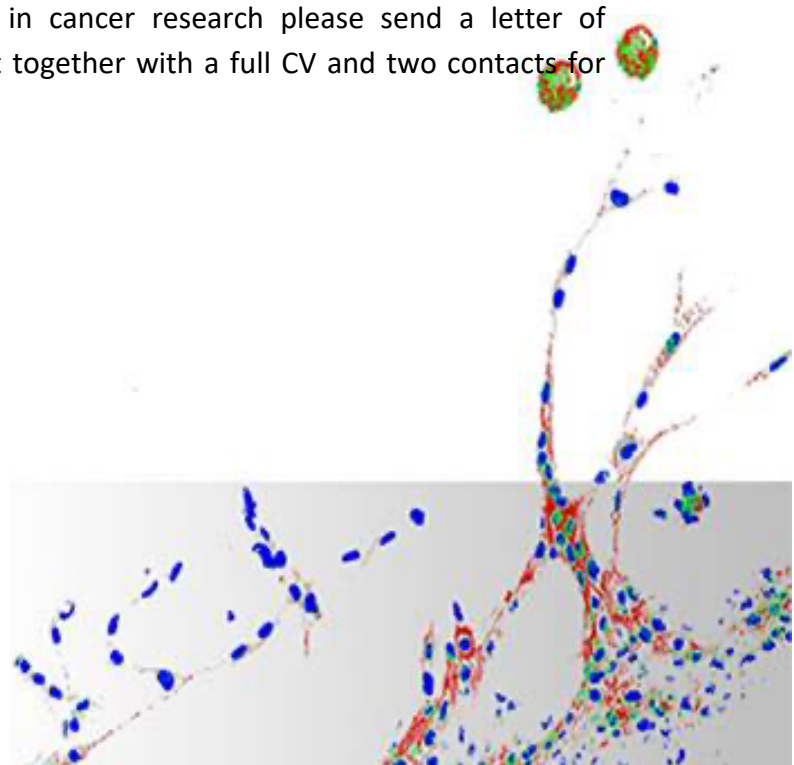 in cancer research please send a letter of
together with a full CV and two contacts for